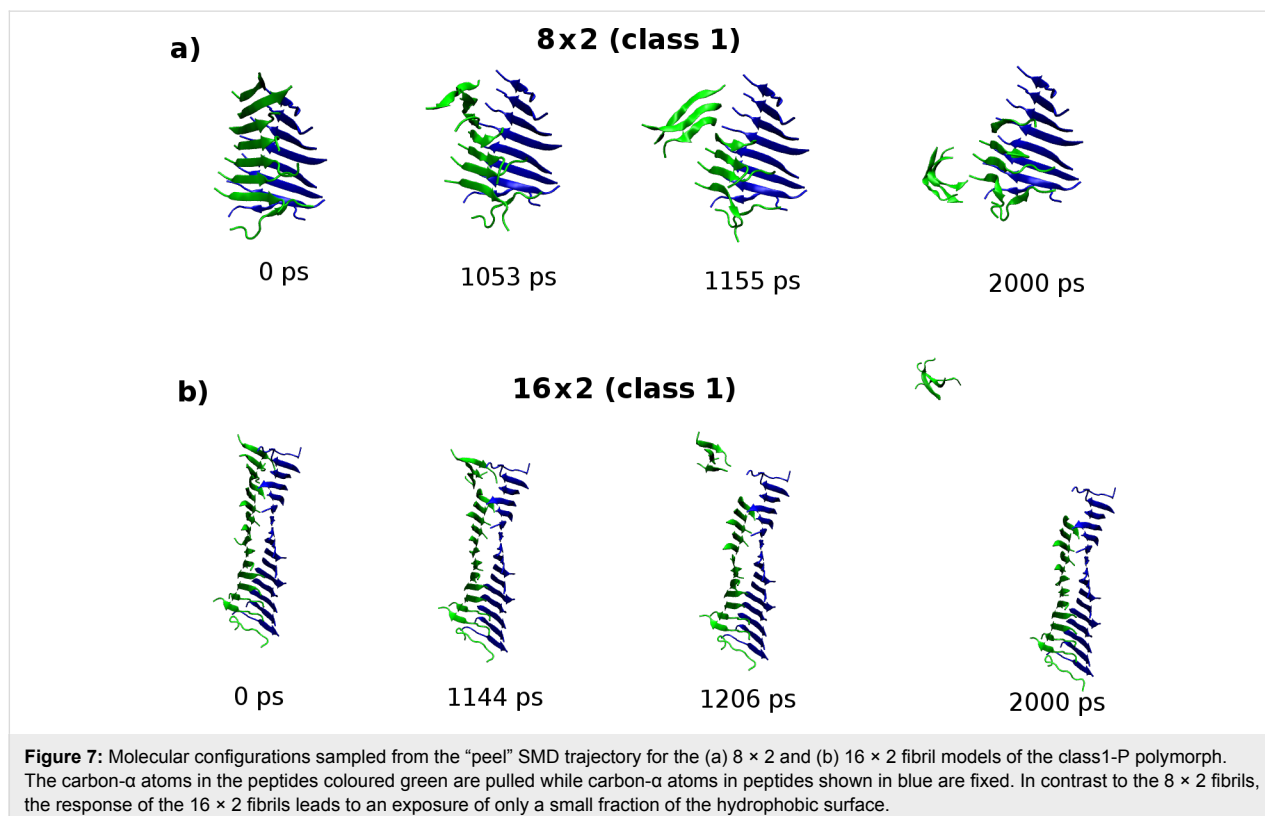 a)
8x2 (class 1)
0 ps
1053 ps
1155 ps
2000 ps
b)
16x2 (class 1)
0 ps
1144 ps
1206 ps
2000 ps
Figure 7: Molecular configurations sampled from the “peel” SMD trajectory for the (a) 8 × 2 and (b) 16 × 2 fibril models of the class1-P polymorph.
The carbon-α atoms in the peptides coloured green are pulled while carbon-α atoms in peptides shown in blue are fixed. In contrast to the 8 × 2 fibrils,
the response of the 16 × 2 fibrils leads to an exposure of only a small fraction of the hydrophobic surface.